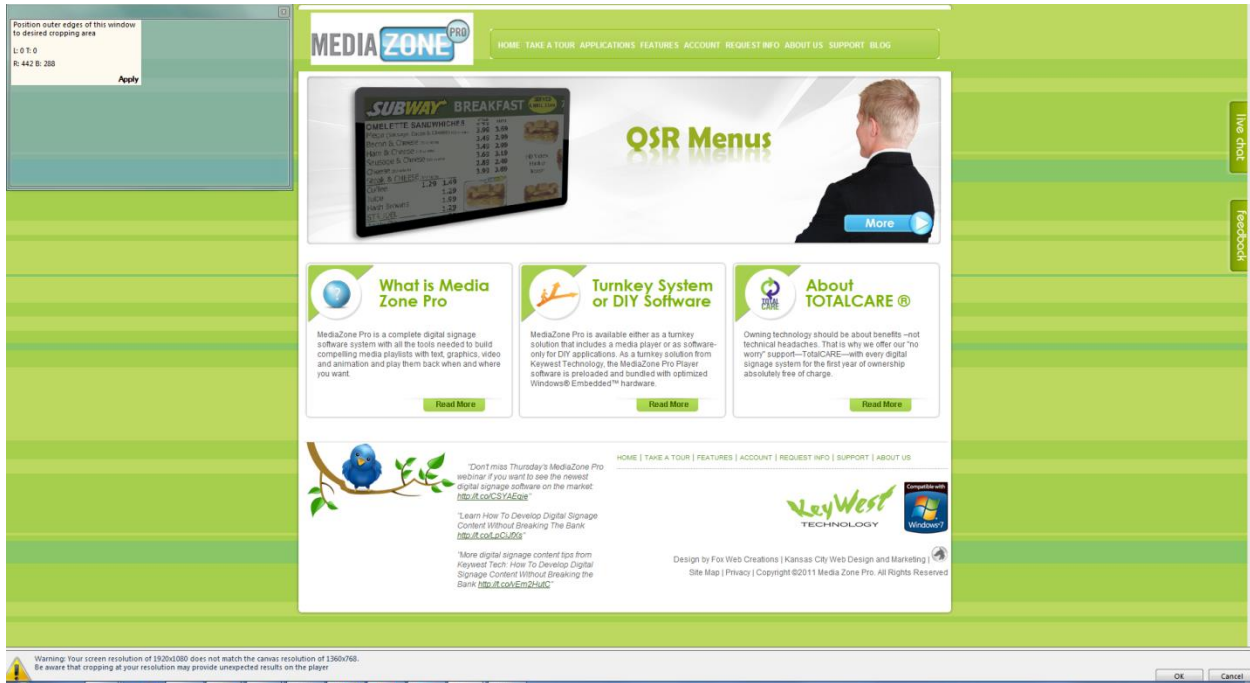 Position outer edges of this window
to desired cropping area
L: 0 T: 0
R: 442 B: 288
Apply
MEDIA ZONE PRO
HOME TAKE A TOUR APPLICATIONS FEATURES ACCOUNT REQUEST INFO ABOUT US SUPPORT BLOG
SUBWAY BREAKFAST
OMELETTE SANDWICHES
QSR Menus
More
live chat
feedback
What is Media
Zone Pro
MediaZone Pro is a complete digital signage
software system with all the tools needed to build
compelling media playlists with text, graphics, video
and animation and play them back when and where
you want.
Read More
Turnkey System
or DIY Software
MediaZone Pro is available either as a turnkey
solution that includes a media player or as software-
only for DIY applications. As a turnkey solution from
Keywest Technology, the MediaZone Pro Player
software is preloaded and bundled with optimized
Windows® Embedded™ hardware.
Read More
TOTAL
CARE
About
TOTALCARE ®
Owning technology should be about benefits –not
technical headaches. That is why we offer our "no
worry" support—TotalCARE—with every digital
signage system for the first year of ownership
absolutely free of charge.
Read More
"Don't miss Thursday's MediaZone Pro
webinar if you want to see the newest
digital signage software on the market:
http://t.co/CSYAEqje"
"Learn How To Develop Digital Signage
Content Without Breaking The Bank
"More digital signage content tips from
Keywest Tech: How To Develop Digital
Signage Content Without Breaking the
Bank http://t.co/vEm2HutC"
HOME | TAKE A TOUR | FEATURES | ACCOUNT | REQUEST INFO | SUPPORT | ABOUT US
KeyWest
TECHNOLOGY
Compatible with
Windows 7
Design by Fox Web Creations | Kansas City Web Design and Marketing |
Site Map | Privacy | Copyright ©2011 Media Zone Pro. All Rights Reserved
Warning: Your screen resolution of 1920x1080 does not match the canvas resolution of 1360x768.
Be aware that cropping at your resolution may provide unexpected results on the player
OK
Cancel